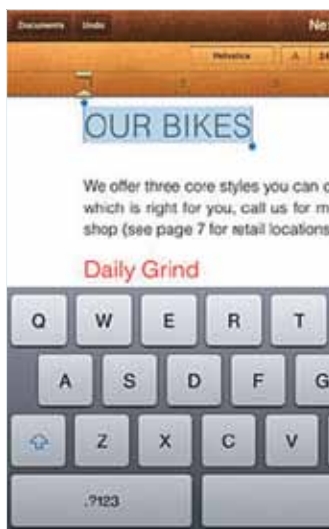 Documents Undo
Helvetica A
OUR BIKES
We offer three core styles you can
which is right for you, call us for
shop (see page 7 for retail locations
Daily Grind
Q W E R T
A S D F G
Z X C V
.?123